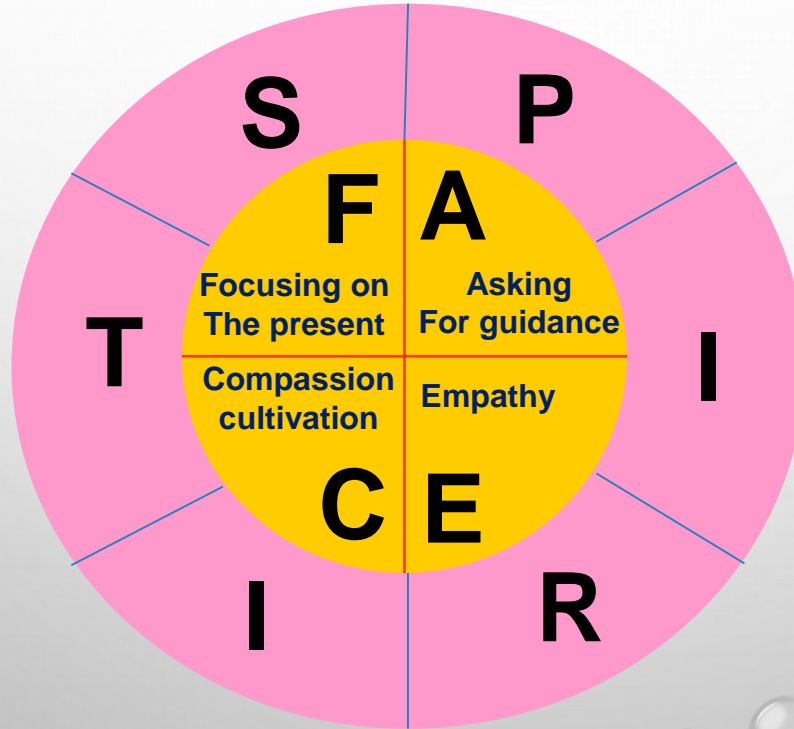 S P
F A
Focusing on
The present
Asking
For guidance
T I
Compassion
cultivation
Empathy
C E
I R